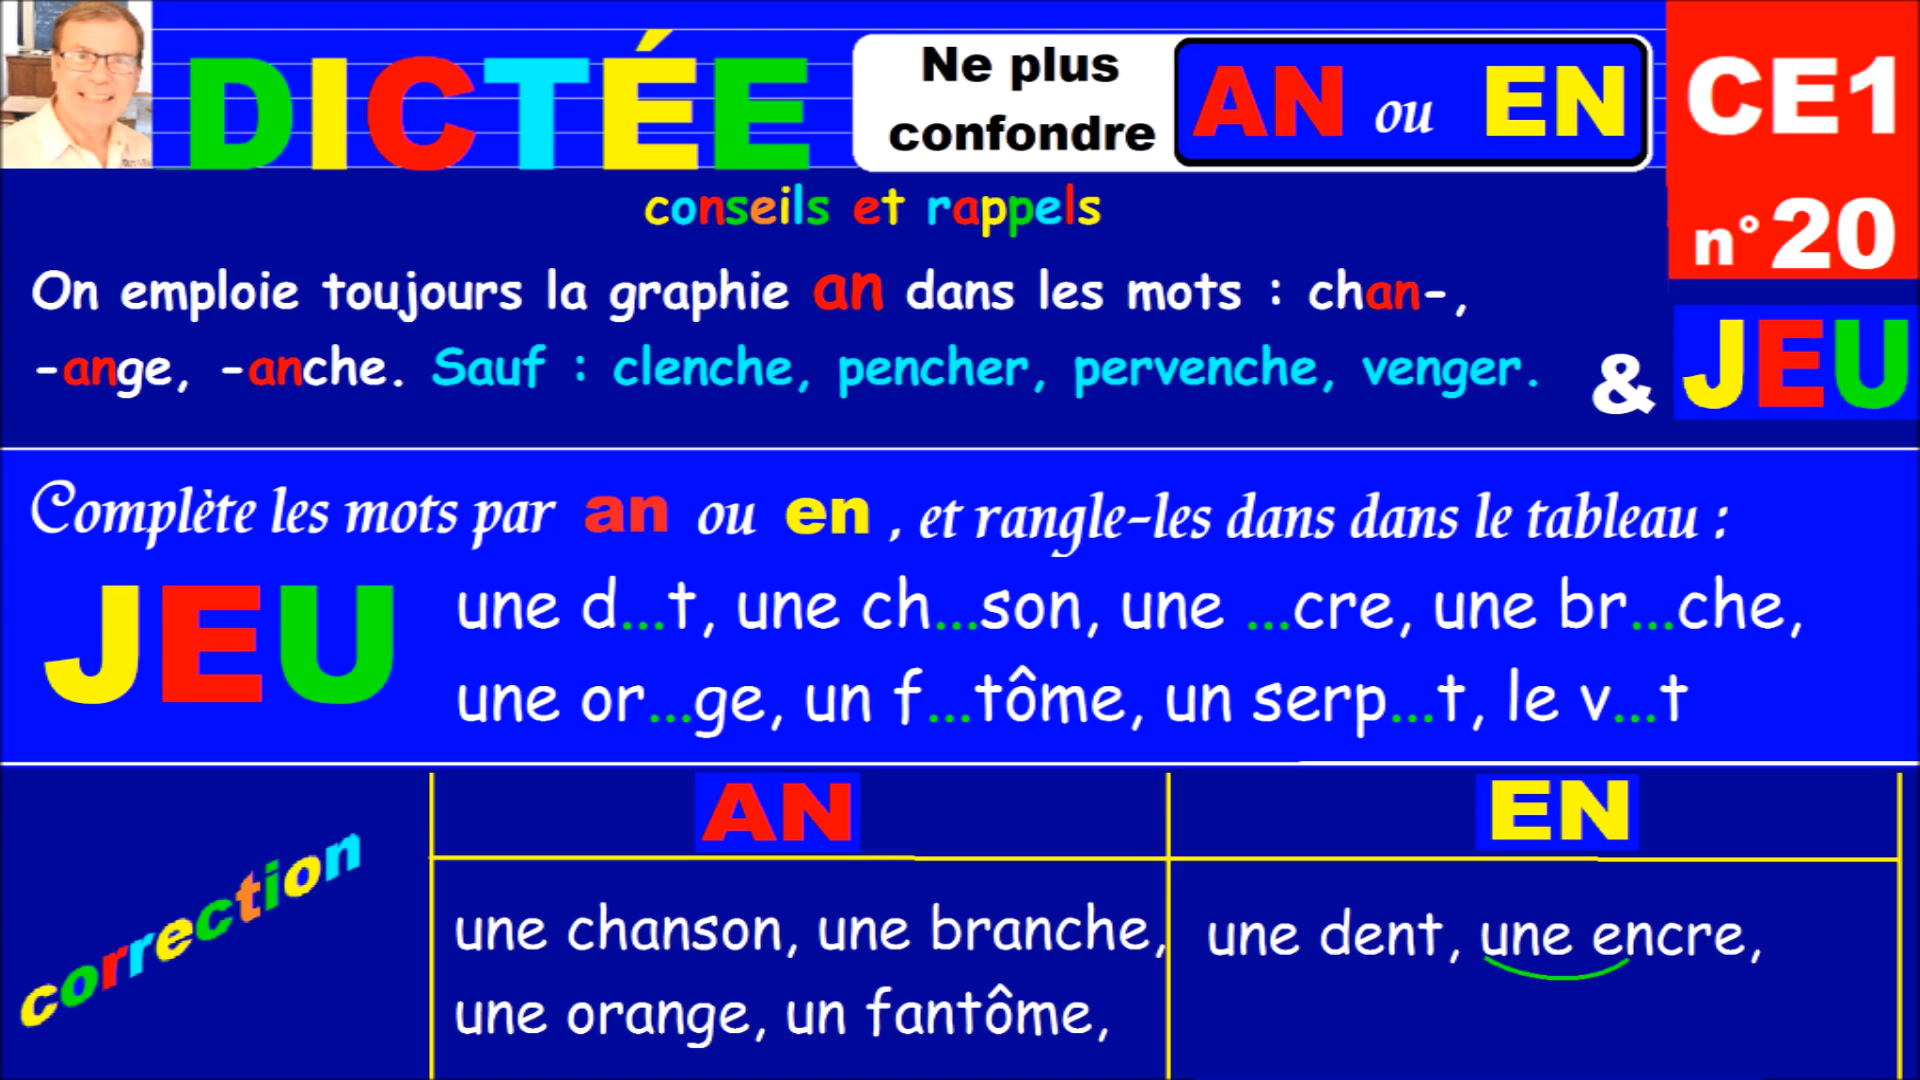 DICTÉE
Ne plus
confondre
AN ou EN
CE1
n°20
conseils et rappels
On emploie toujours la graphie an dans les mots : chan-,
-ange, -anche. Sauf : clenche, pencher, pervenche, venger.
& JEU
Complète les mots par an ou en , et rangle-les dans dans le tableau :
JEU
une d...t, une ch...son, une ...cre, une br...che,
une or...ge, un f...tôme, un serp...t, le v...t
correction
AN
EN
une chanson, une branche,
une orange, un fantôme,
une dent, une encre,